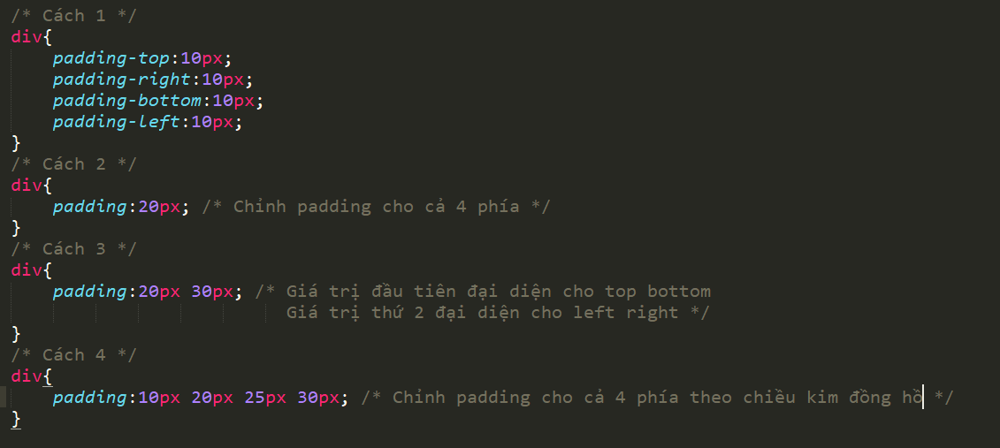 /* Cách 1 */
div{
    padding-top:10px;
    padding-right:10px;
    padding-bottom:10px;
    padding-left:10px;
}
/* Cách 2 */
div{
    padding:20px; /* Chỉnh padding cho cả 4 phía */
}
/* Cách 3 */
div{
    padding:20px 30px; /* Giá trị đầu tiên đại diện cho top bottom
                          Giá trị thứ 2 đại diện cho left right */
}
/* Cách 4 */
div{
    padding:10px 20px 25px 30px; /* Chỉnh padding cho cả 4 phía theo chiều kim đồng hồ */
}